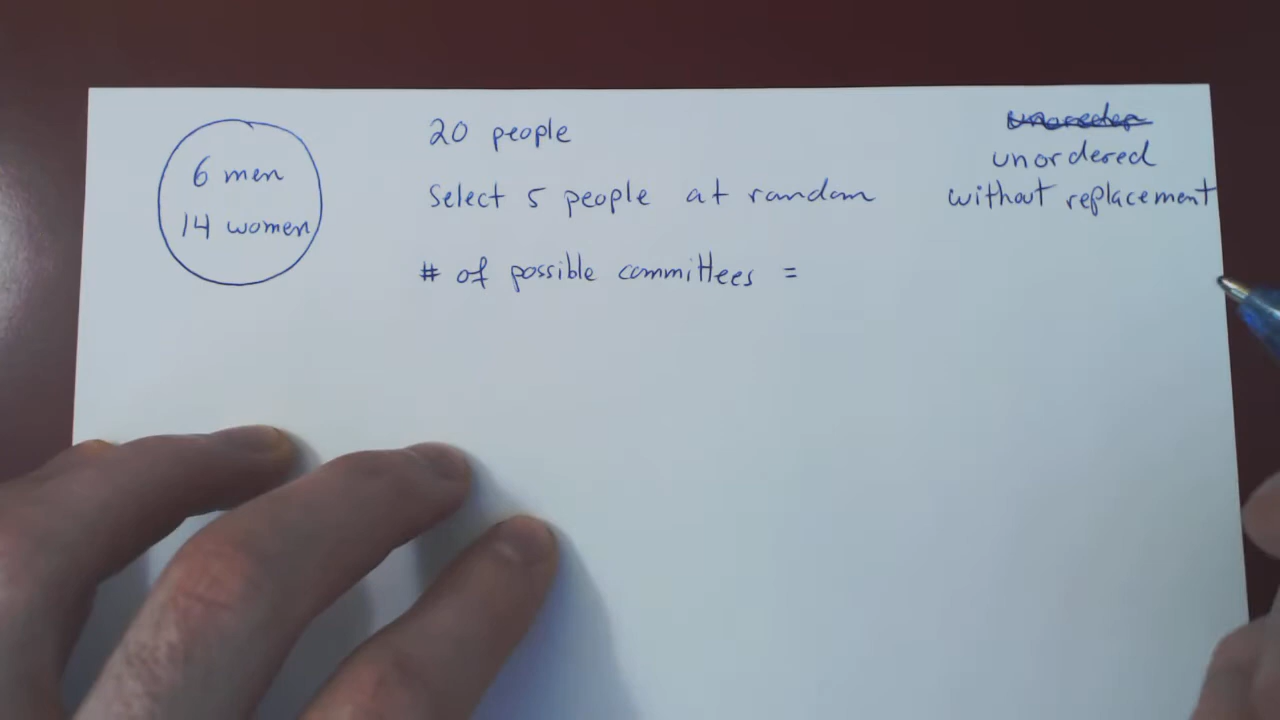 6 men
14 women
20 people
Select 5 people at random
# of possible committees =
unordered
without replacement